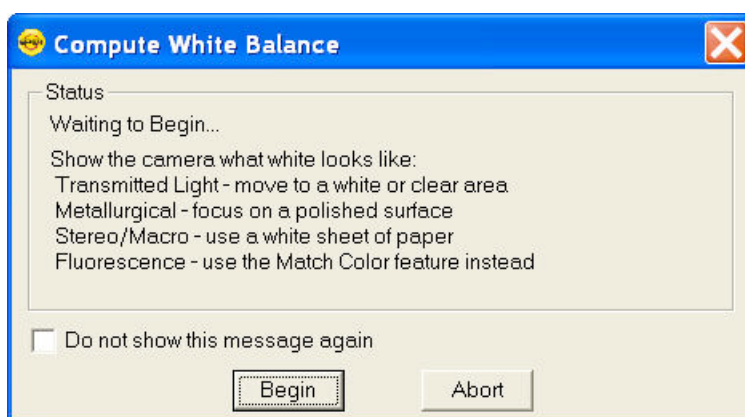 Compute White Balance
Status
Waiting to Begin...
Show the camera what white looks like:
Transmitted Light - move to a white or clear area
Metallurgical - focus on a polished surface
Stereo/Macro - use a white sheet of paper
Fluorescence - use the Match Color feature instead
Do not show this message again
Begin Abort